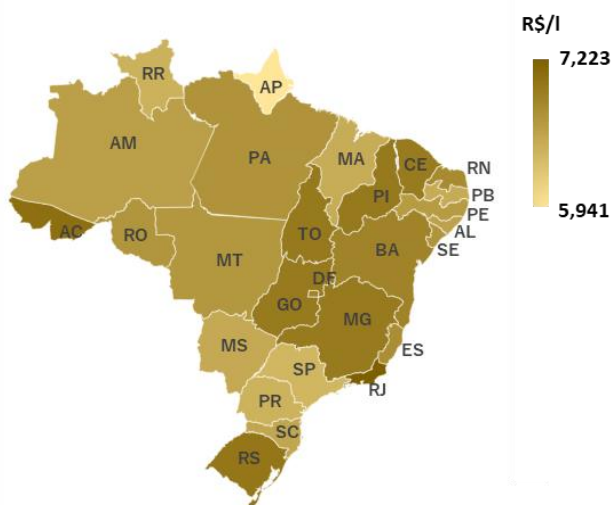 R$/l
7,223
5,941
RR
AP
AM
PA
MA
CE
RN
PB
PE
AL
SE
PI
AC
RO
TO
BA
MT
DF
GO
MG
ES
MS
SP
RJ
PR
SC
RS